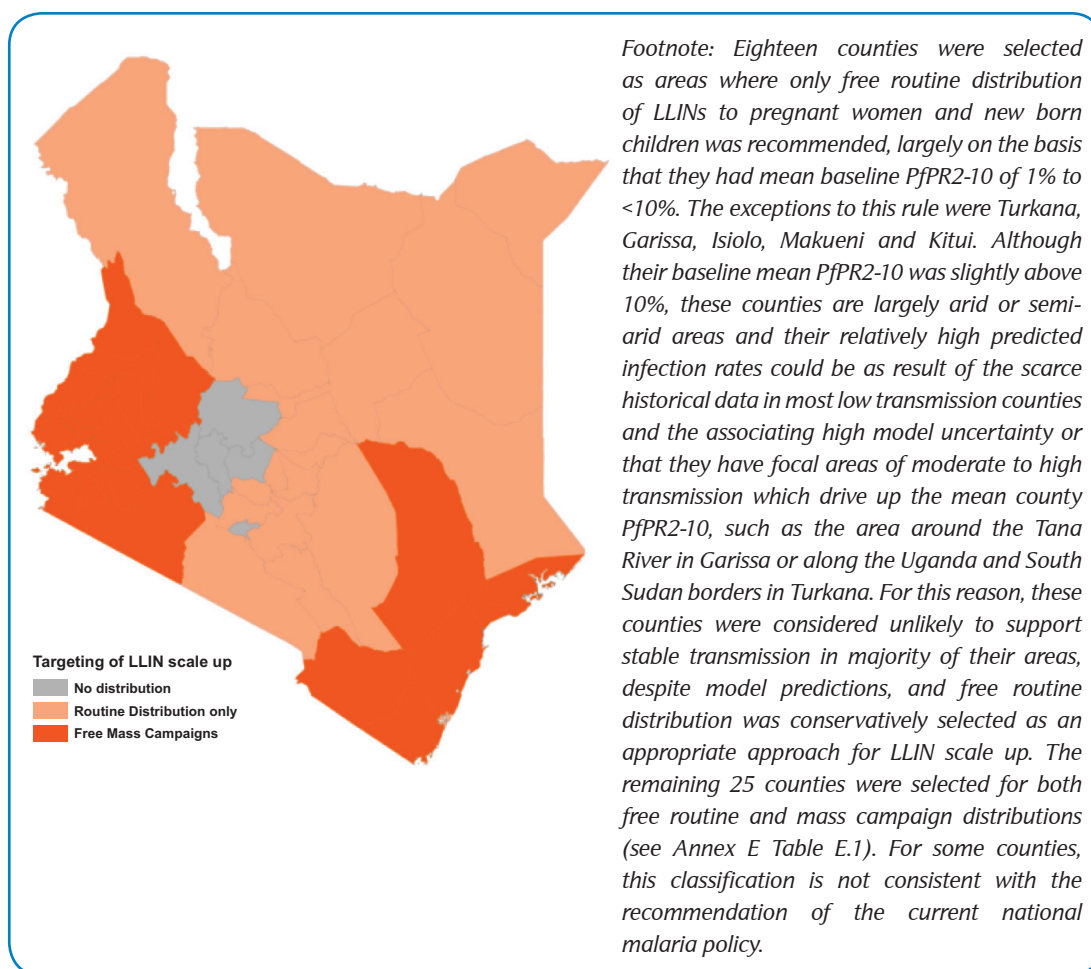 Footnote: Eighteen counties were selected
as areas where only free routine distribution
of LLINs to pregnant women and new born
children was recommended, largely on the basis
that they had mean baseline PfPR2-10 of 1% to
<10%. The exceptions to this rule were Turkana,
Garissa, Isiolo, Makueni and Kitui. Although
their baseline mean PfPR2-10 was slightly above
10%, these counties are largely arid or semi-
arid areas and their relatively high predicted
infection rates could be as result of the scarce
historical data in most low transmission counties
and the associating high model uncertainty or
that they have focal areas of moderate to high
transmission which drive up the mean county
PfPR2-10, such as the area around the Tana
River in Garissa or along the Uganda and South
Sudan borders in Turkana. For this reason, these
counties were considered unlikely to support
stable transmission in majority of their areas,
despite model predictions, and free routine
distribution was conservatively selected as an
appropriate approach for LLIN scale up. The
remaining 25 counties were selected for both
free routine and mass campaign distributions
(see Annex E Table E.1). For some counties,
this classification is not consistent with the
recommendation of the current national
malaria policy.
Targeting of LLIN scale up
No distribution
Routine Distribution only
Free Mass Campaigns